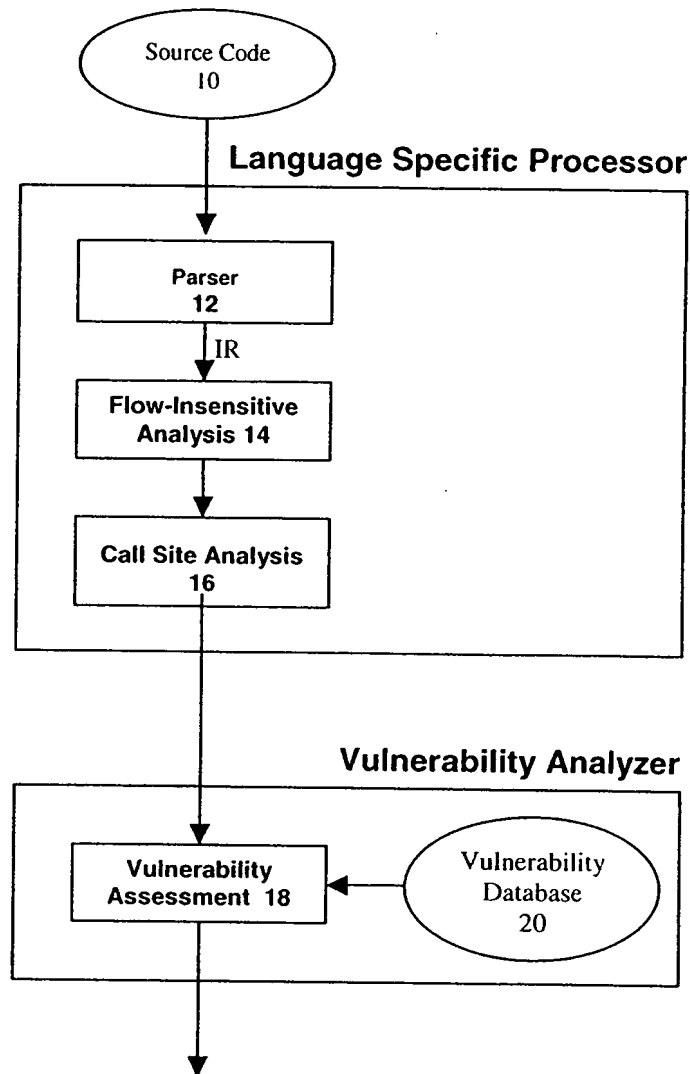 Source Code
10
Language Specific Processor
Parser
12
IR
Flow-Insensitive
Analysis 14
Call Site Analysis
16
Vulnerability Analyzer
Vulnerability
Assessment 18
Vulnerability
Database
20